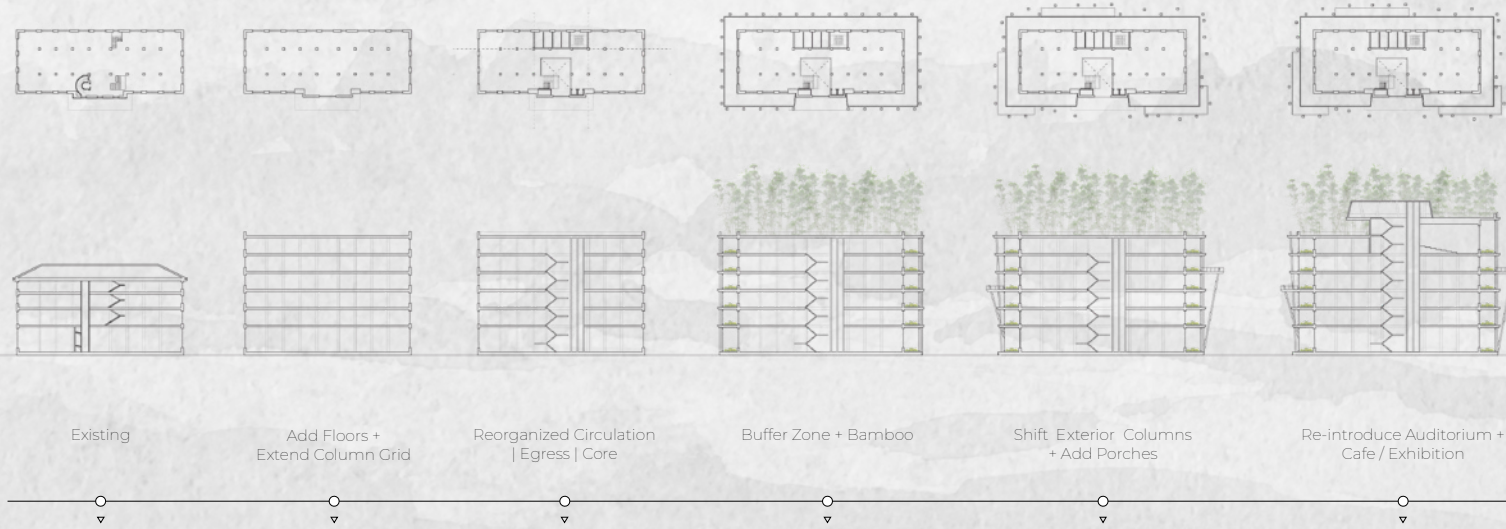 Existing
Add Floors +
Extend Column Grid
Reorganized Circulation
| Egress | Core
Buffer Zone + Bamboo
Shift Exterior Columns
+ Add Porches
Re-introduce Auditorium +
Cafe / Exhibition